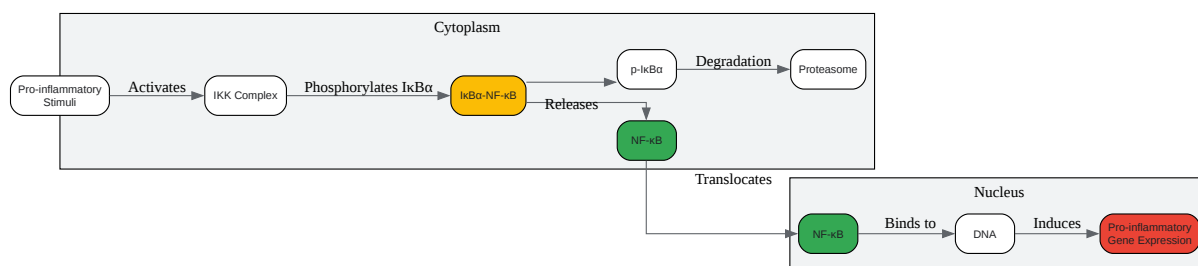 Cytoplasm
Pro-inflammatory
Stimuli
Activates
IKK Complex
Phosphorylates IκBα
IκBα-NF-κB
Releases
p-IκBα
Degradation
Proteasome
NF-κB
Translocates
Nucleus
NF-κB
Binds to
DNA
Induces
Pro-inflammatory
Gene Expression